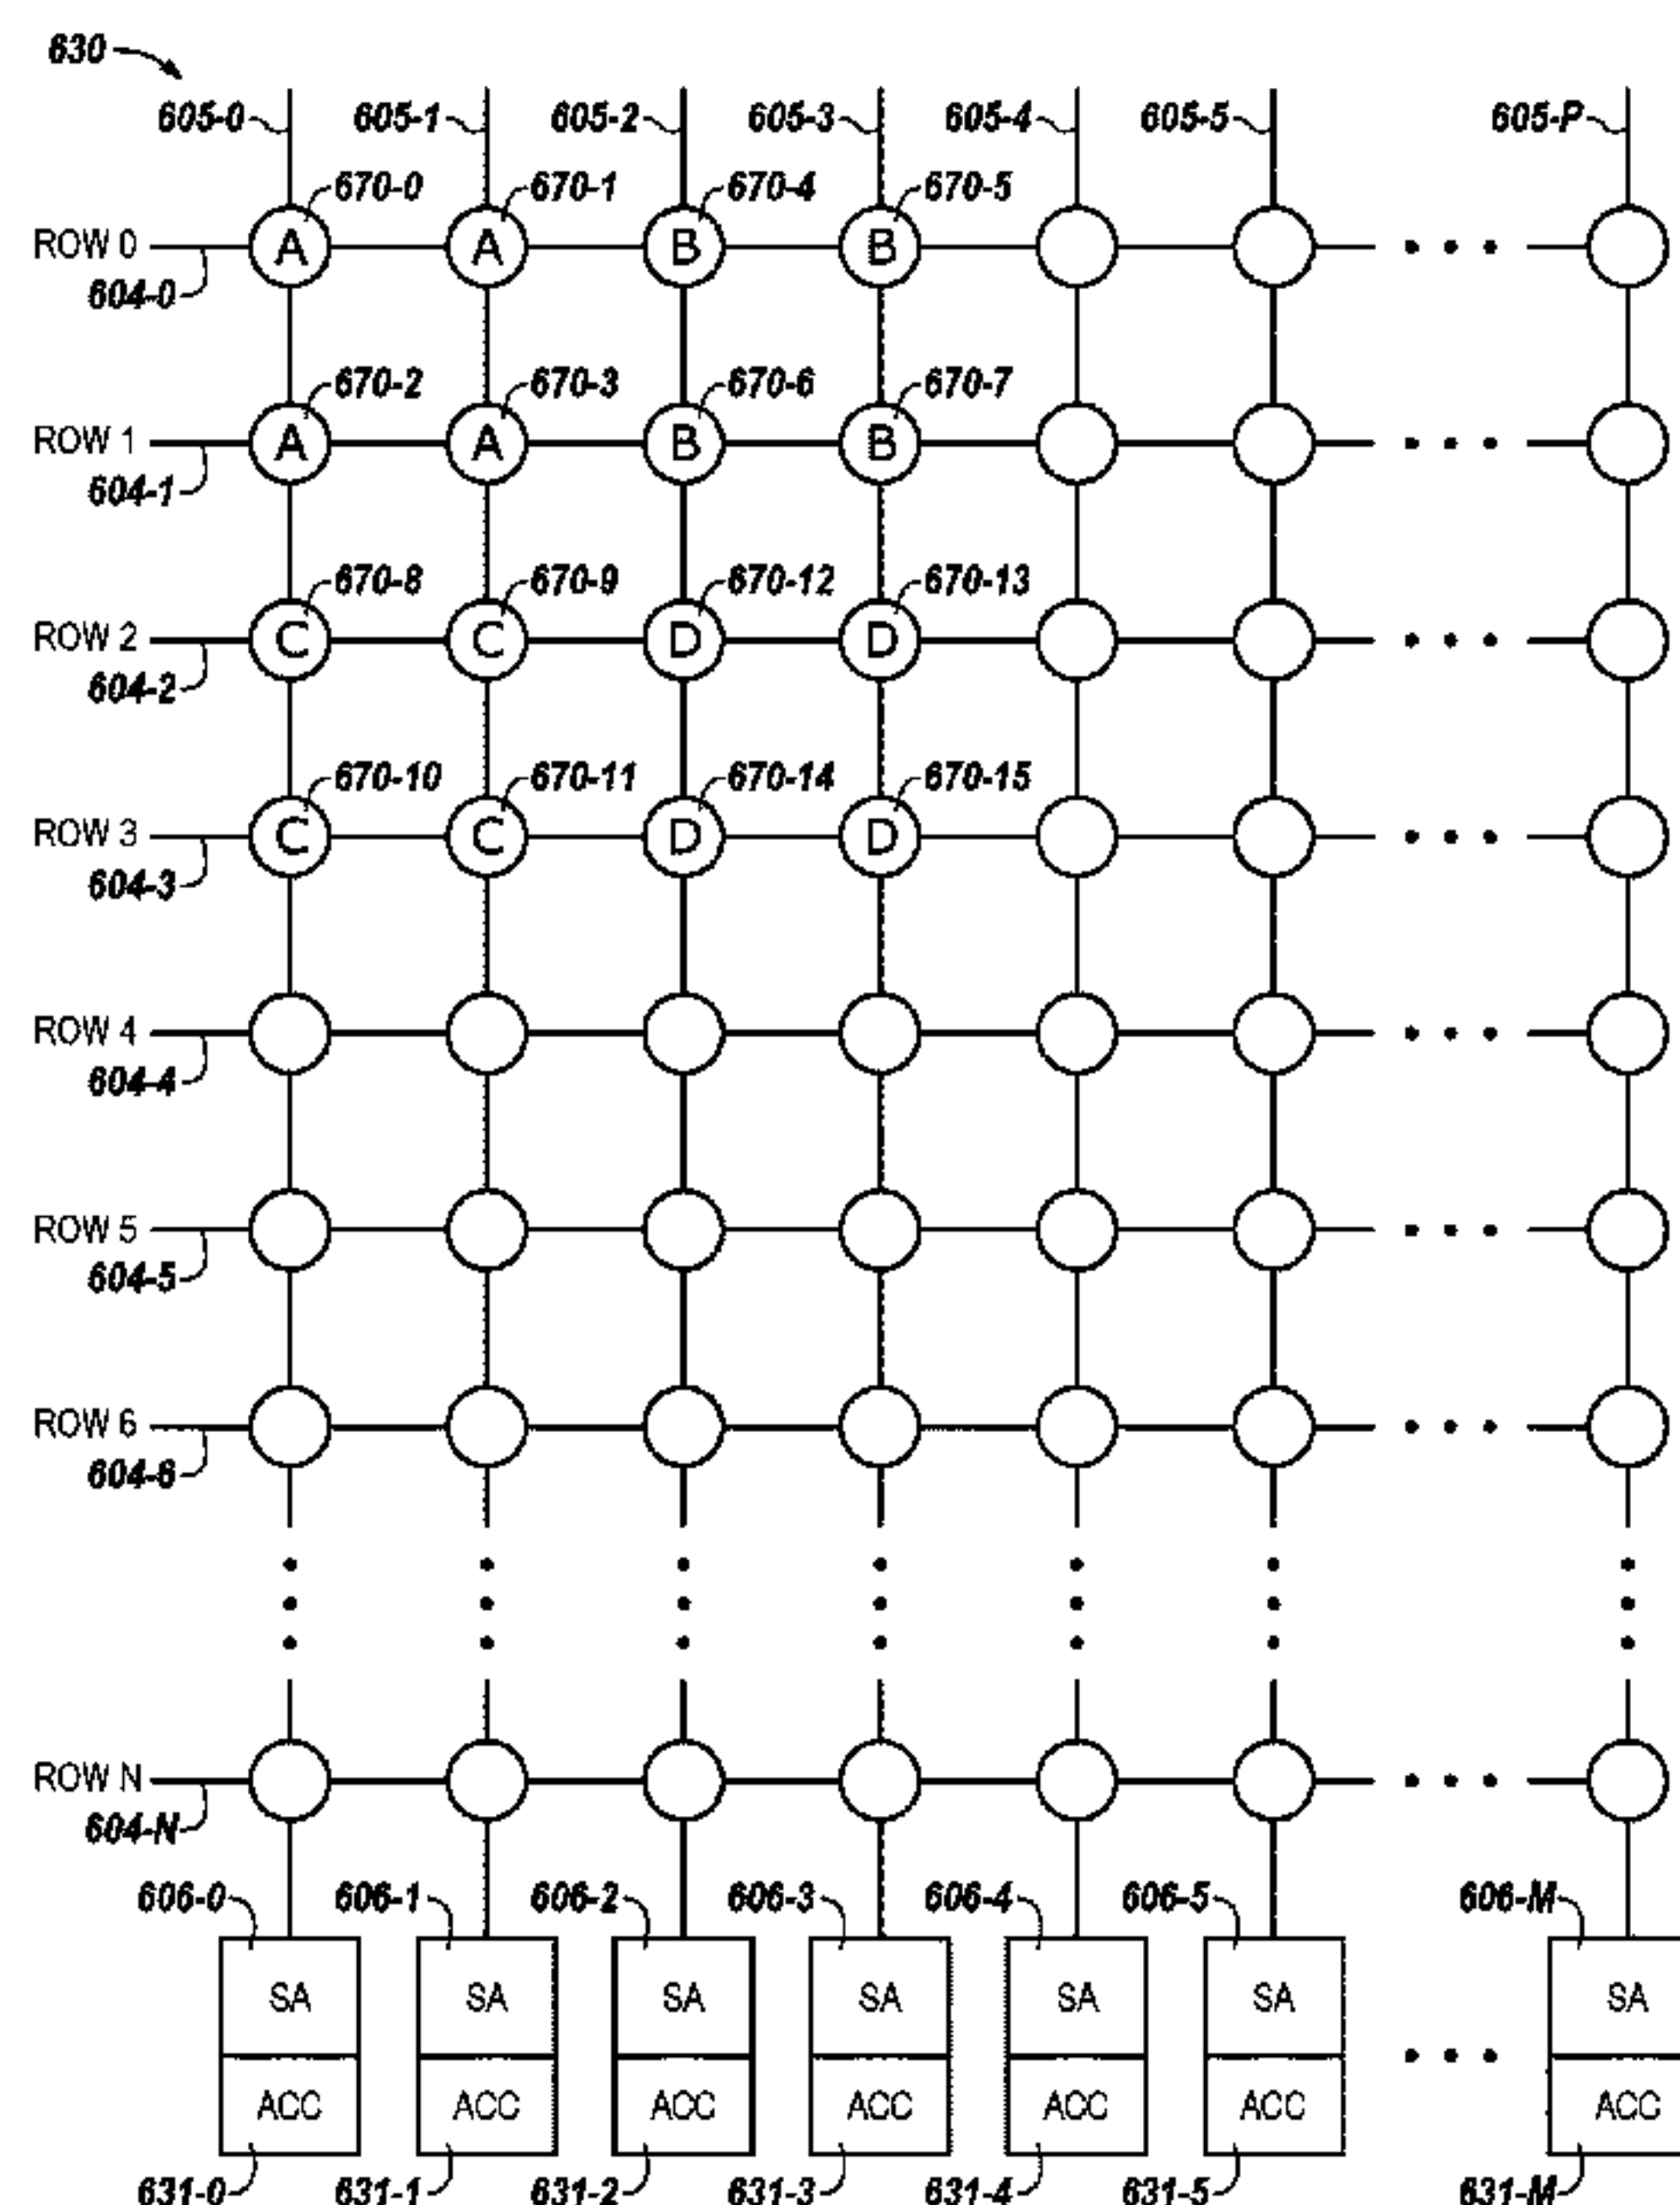 630
605-0 605-1 605-2 605-3 605-4 605-5 605-P
670-0 670-1 670-4 670-5
ROW 0 A A B B
604-0
670-2 670-3 670-6 670-7
ROW 1 A A B B
604-1
670-8 670-9 670-12 670-13
ROW 2 C C D D
604-2
670-10 670-11 670-14 670-15
ROW 3 C C D D
604-3
ROW 4
604-4
ROW 5
604-5
ROW 6
604-6
ROW N
604-N
606-0 606-1 606-2 606-3 606-4 606-5 606-M
SA SA SA SA SA SA SA
ACC ACC ACC ACC ACC ACC ACC
631-0 631-1 631-2 631-3 631-4 631-5 631-M